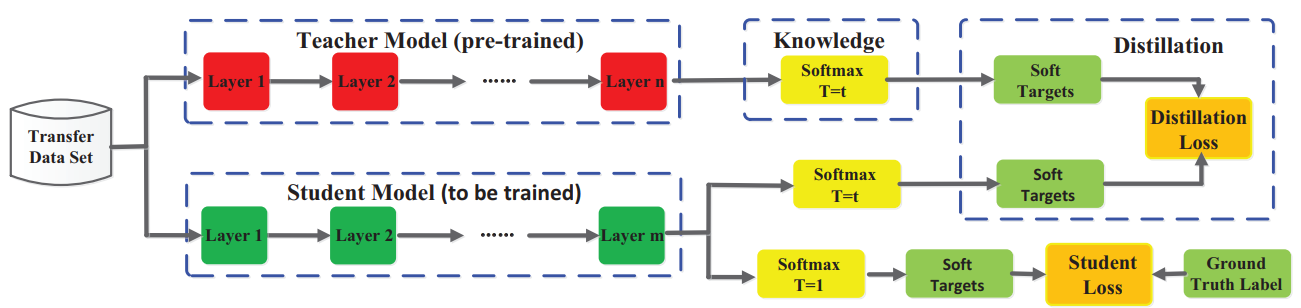 Teacher Model (pre-trained)
Layer 1
Layer 2
......
Layer n
Knowledge
Softmax
T=t
Distillation
Soft
Targets
Distillation
Loss
Transfer
Data Set
Student Model (to be trained)
Layer 1
Layer 2
......
Layer m
Softmax
T=t
Soft
Targets
Softmax
T=1
Soft
Targets
Student
Loss
Ground
Truth Label